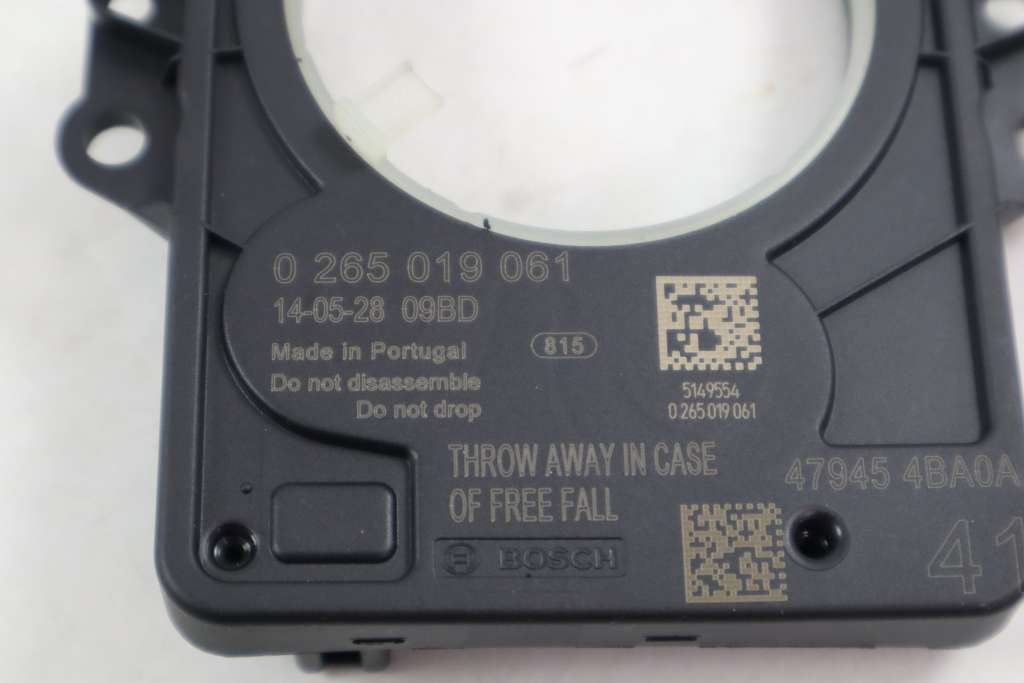 0 265 019 061
14-05-28 09BD
Made in Portugal
815
Do not disassemble
Do not drop
5149554
0 265 019 061
THROW AWAY IN CASE
OF FREE FALL
47945 4BA0A
BOSCH
41